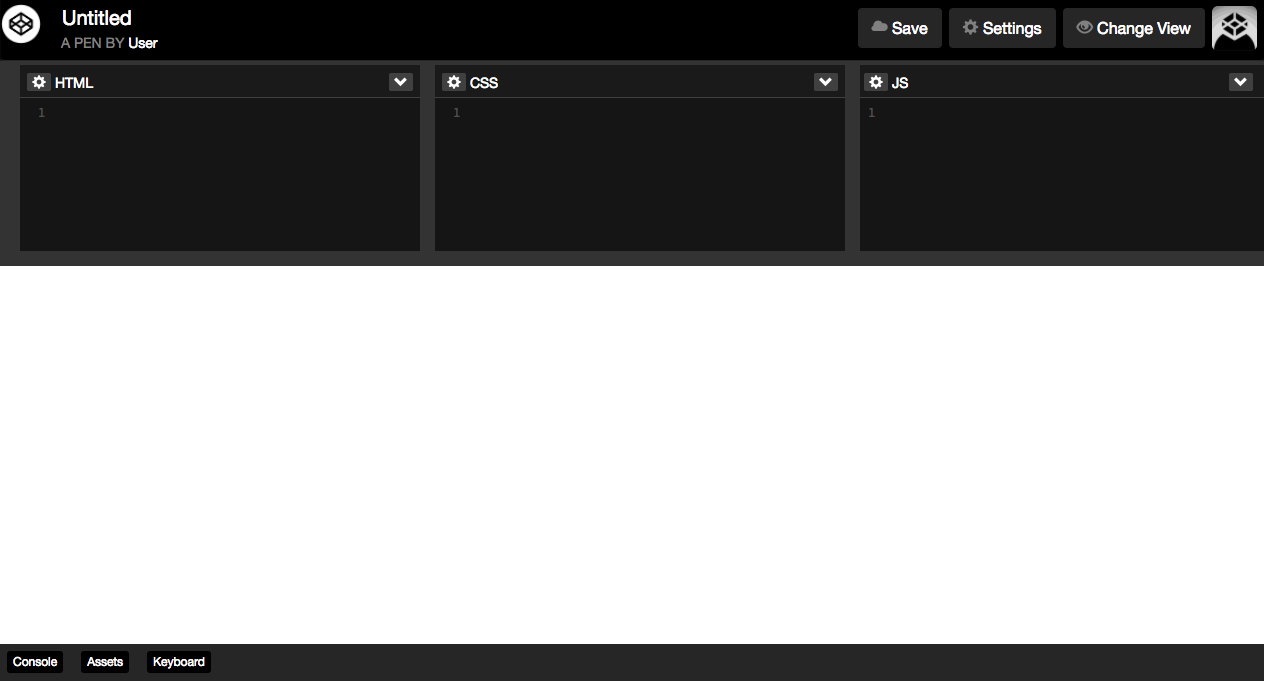 Untitled
A PEN BY User
Save
Settings
Change View
HTML
CSS
JS
1
1
1
Console
Assets
Keyboard